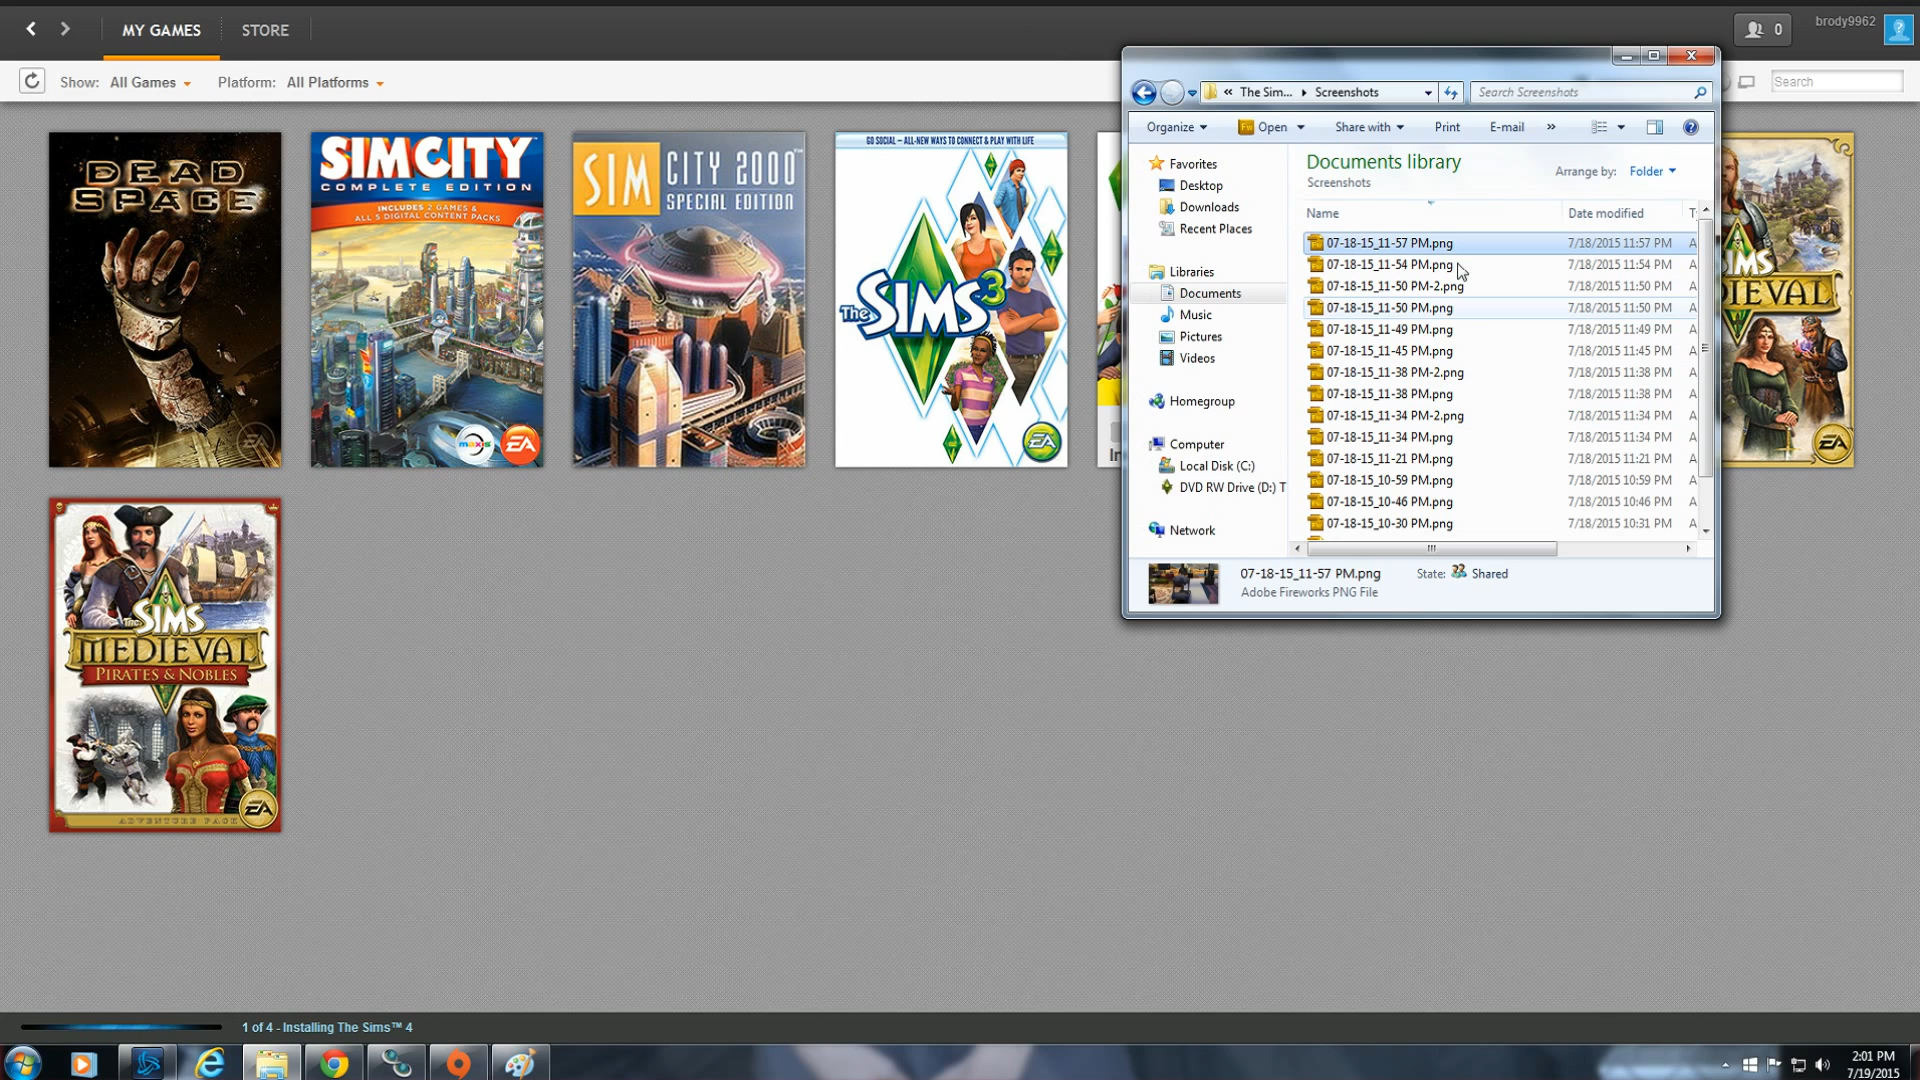 MY GAMES
STORE
0
brody9962
Show: All Games
Platform: All Platforms
Search
DEAD SPACE
EA
SIMCITY
COMPLETE EDITION
INCLUDES 2 GAMES &
ALL 5 DIGITAL CONTENT PACKS
MAXIS
EA
SIM CITY 2000™
SPECIAL EDITION
GO SOCIAL – ALL-NEW WAYS TO CONNECT & PLAY WITH LIFE
The SIMS 3
EA
In
IMS
DIEVAL
EA
The SIMS
MEDIEVAL
PIRATES & NOBLES
ADVENTURE PACK
EA
« The Sim... ▸ Screenshots
Search Screenshots
Organize
Open
Share with
Print
E-mail
»
Favorites
Desktop
Downloads
Recent Places
Libraries
Documents
Music
Pictures
Videos
Homegroup
Computer
Local Disk (C:)
DVD RW Drive (D:) T
Network
Documents library
Screenshots
Arrange by: Folder
Name Date modified T
07-18-15_11-57 PM.png 7/18/2015 11:57 PM A
07-18-15_11-54 PM.png 7/18/2015 11:54 PM A
07-18-15_11-50 PM-2.png 7/18/2015 11:50 PM A
07-18-15_11-50 PM.png 7/18/2015 11:50 PM A
07-18-15_11-49 PM.png 7/18/2015 11:49 PM A
07-18-15_11-45 PM.png 7/18/2015 11:45 PM A
07-18-15_11-38 PM-2.png 7/18/2015 11:38 PM A
07-18-15_11-38 PM.png 7/18/2015 11:38 PM A
07-18-15_11-34 PM-2.png 7/18/2015 11:34 PM A
07-18-15_11-34 PM.png 7/18/2015 11:34 PM A
07-18-15_11-21 PM.png 7/18/2015 11:21 PM A
07-18-15_10-59 PM.png 7/18/2015 10:59 PM A
07-18-15_10-46 PM.png 7/18/2015 10:46 PM A
07-18-15_10-30 PM.png 7/18/2015 10:31 PM A
07-18-15_11-57 PM.png State: Shared
Adobe Fireworks PNG File
1 of 4 - Installing The Sims™ 4
2:01 PM
7/19/2015